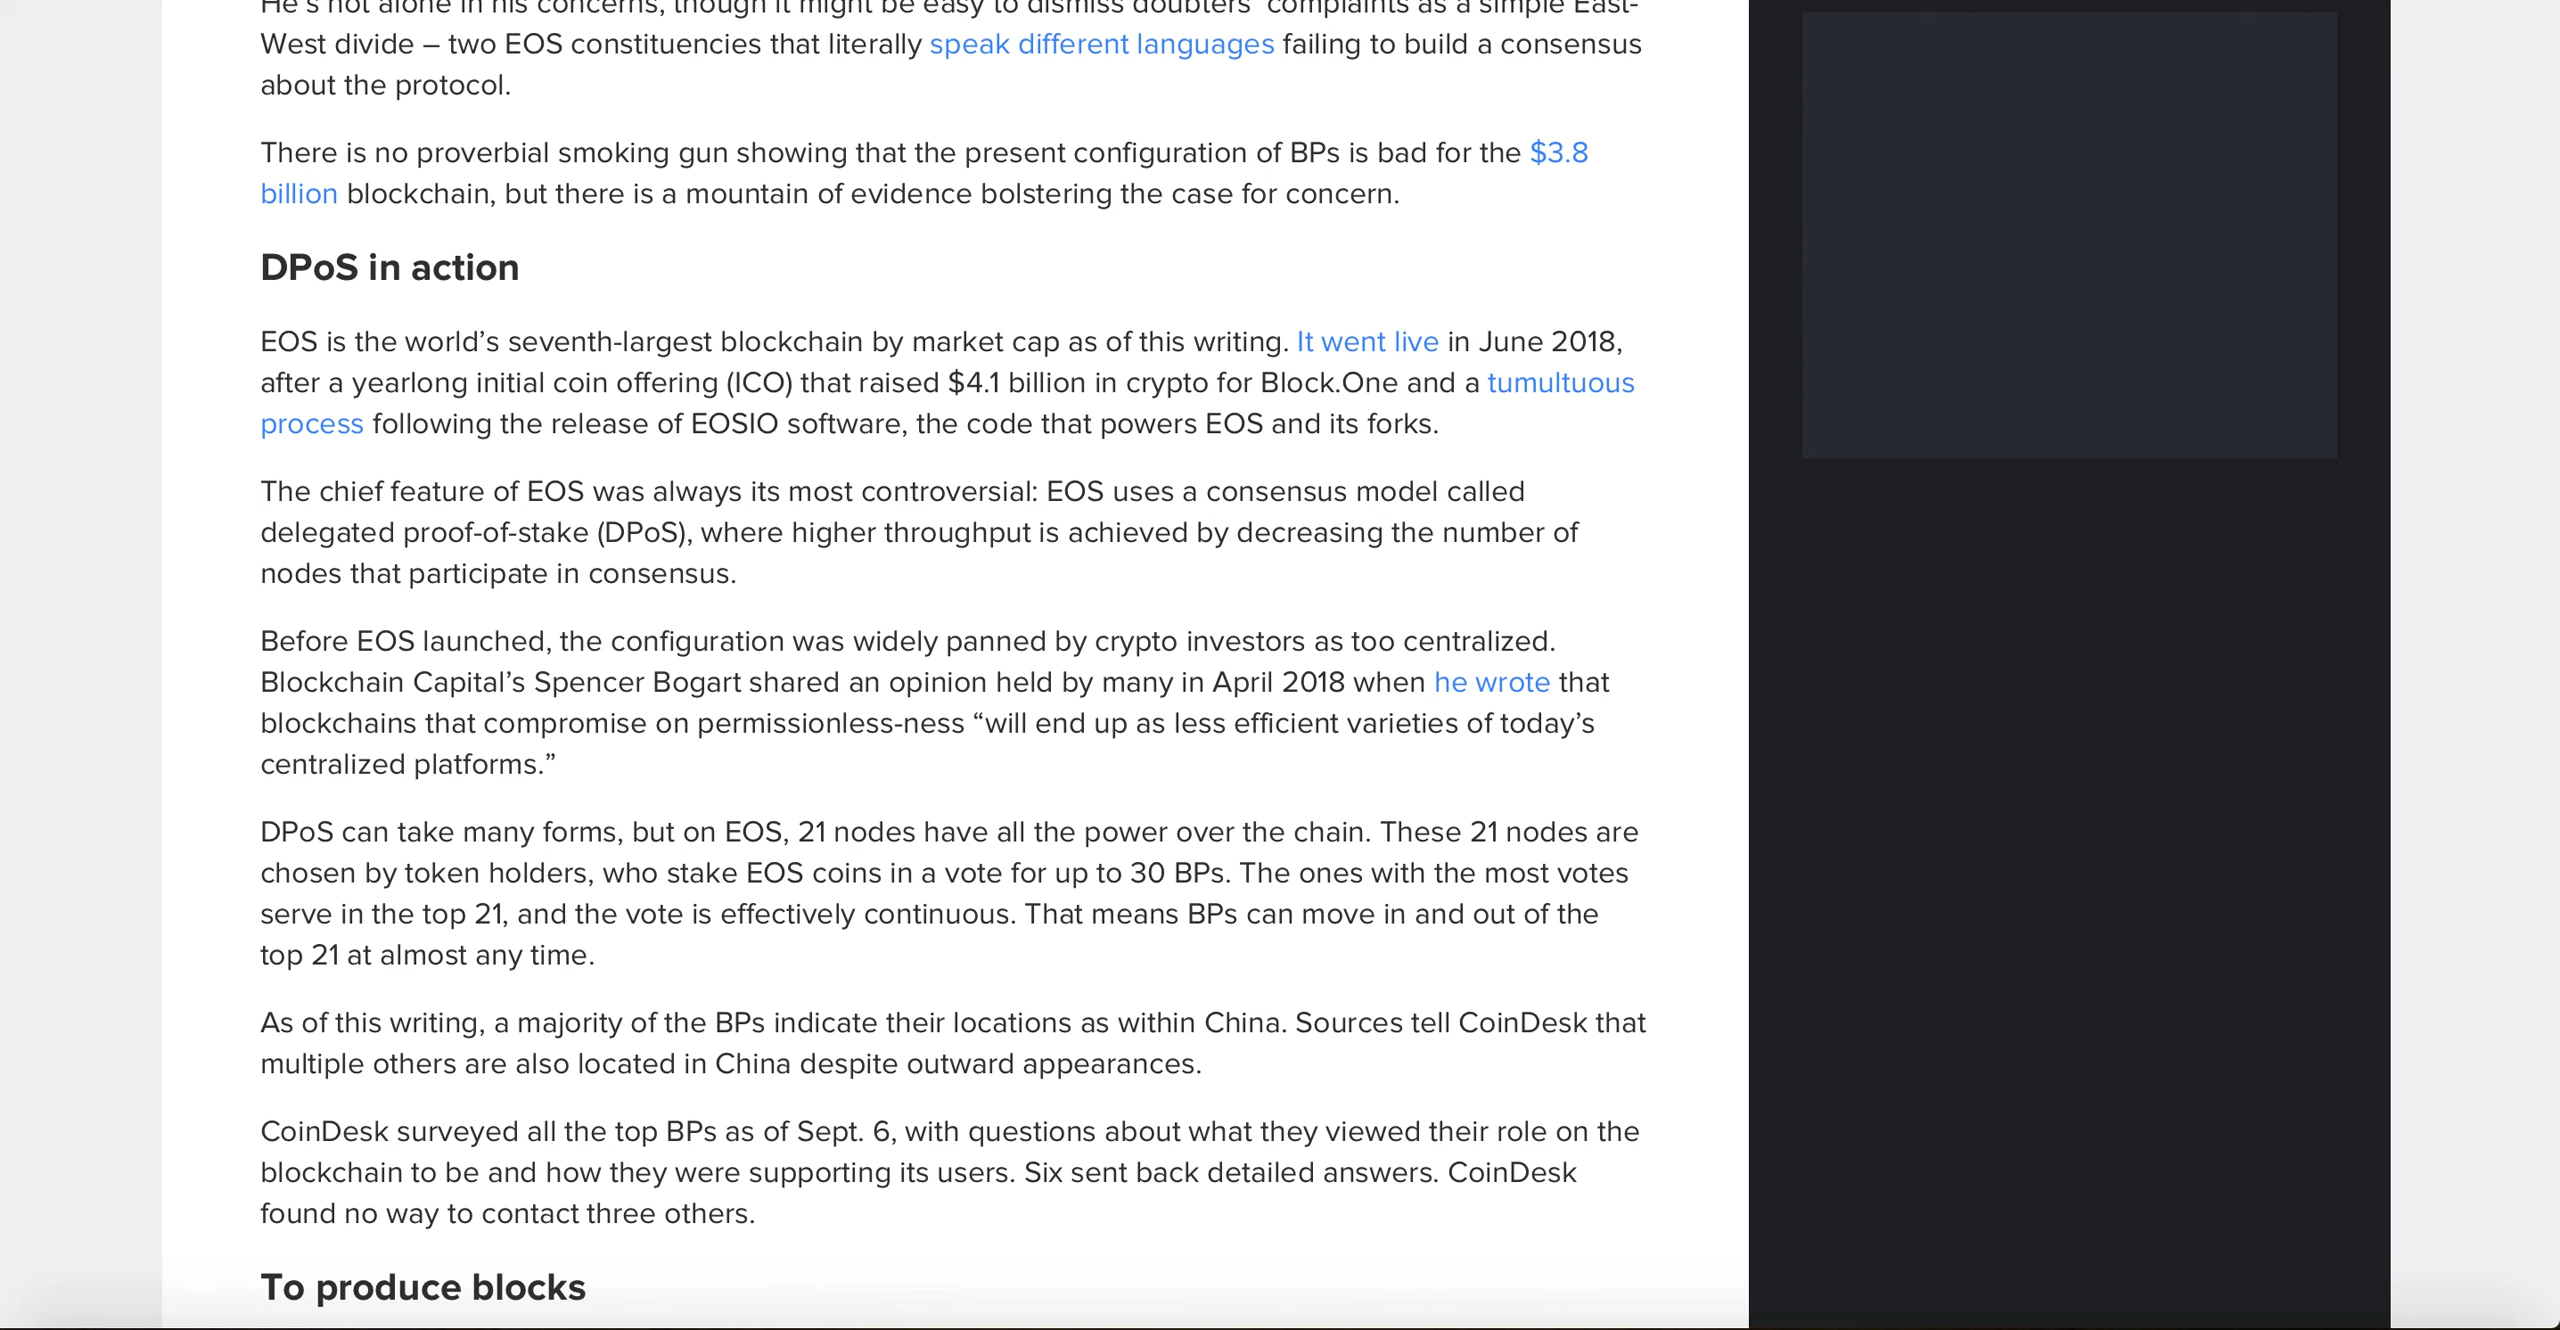 He's not alone in his concerns, though it might be easy to dismiss doubters' complaints as a simple East-
West divide – two EOS constituencies that literally speak different languages failing to build a consensus
about the protocol.
There is no proverbial smoking gun showing that the present configuration of BPs is bad for the $3.8
billion blockchain, but there is a mountain of evidence bolstering the case for concern.
DPoS in action
EOS is the world’s seventh-largest blockchain by market cap as of this writing. It went live in June 2018,
after a yearlong initial coin offering (ICO) that raised $4.1 billion in crypto for Block.One and a tumultuous
process following the release of EOSIO software, the code that powers EOS and its forks.
The chief feature of EOS was always its most controversial: EOS uses a consensus model called
delegated proof-of-stake (DPoS), where higher throughput is achieved by decreasing the number of
nodes that participate in consensus.
Before EOS launched, the configuration was widely panned by crypto investors as too centralized.
Blockchain Capital’s Spencer Bogart shared an opinion held by many in April 2018 when he wrote that
blockchains that compromise on permissionless-ness “will end up as less efficient varieties of today’s
centralized platforms.”
DPoS can take many forms, but on EOS, 21 nodes have all the power over the chain. These 21 nodes are
chosen by token holders, who stake EOS coins in a vote for up to 30 BPs. The ones with the most votes
serve in the top 21, and the vote is effectively continuous. That means BPs can move in and out of the
top 21 at almost any time.
As of this writing, a majority of the BPs indicate their locations as within China. Sources tell CoinDesk that
multiple others are also located in China despite outward appearances.
CoinDesk surveyed all the top BPs as of Sept. 6, with questions about what they viewed their role on the
blockchain to be and how they were supporting its users. Six sent back detailed answers. CoinDesk
found no way to contact three others.
To produce blocks